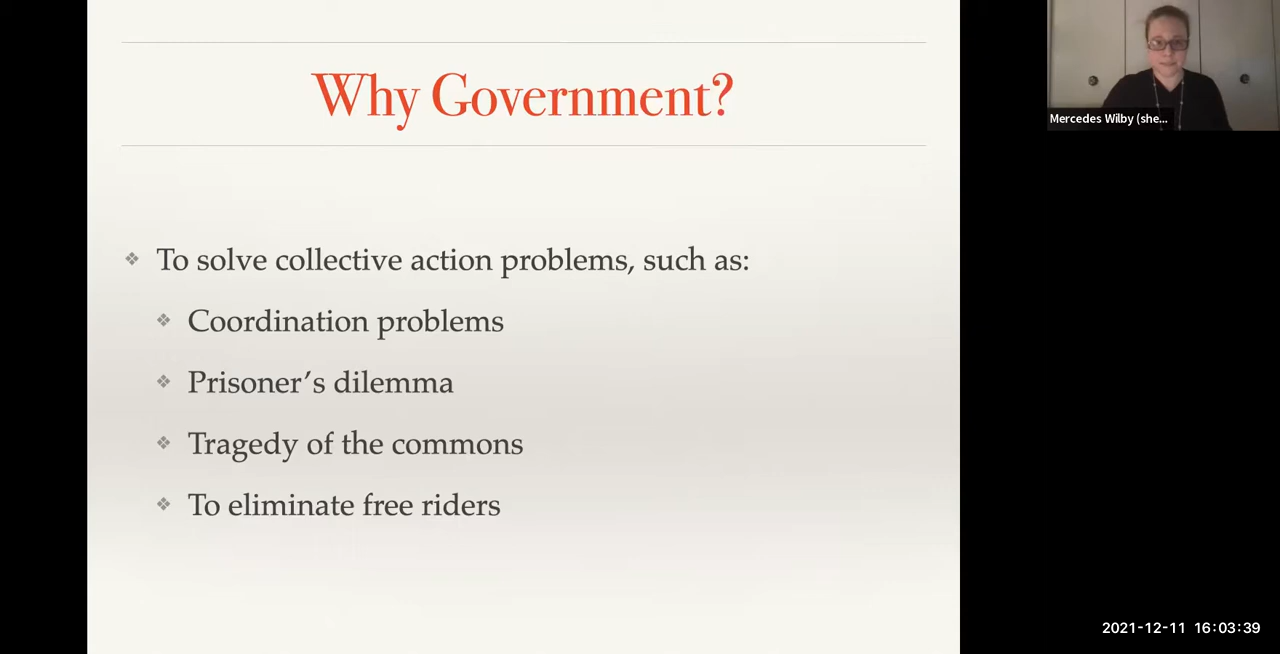 Why Government?
Mercedes Wilby (she...
❖ To solve collective action problems, such as:
❖ Coordination problems
❖ Prisoner’s dilemma
❖ Tragedy of the commons
❖ To eliminate free riders
2021-12-11 16:03:39